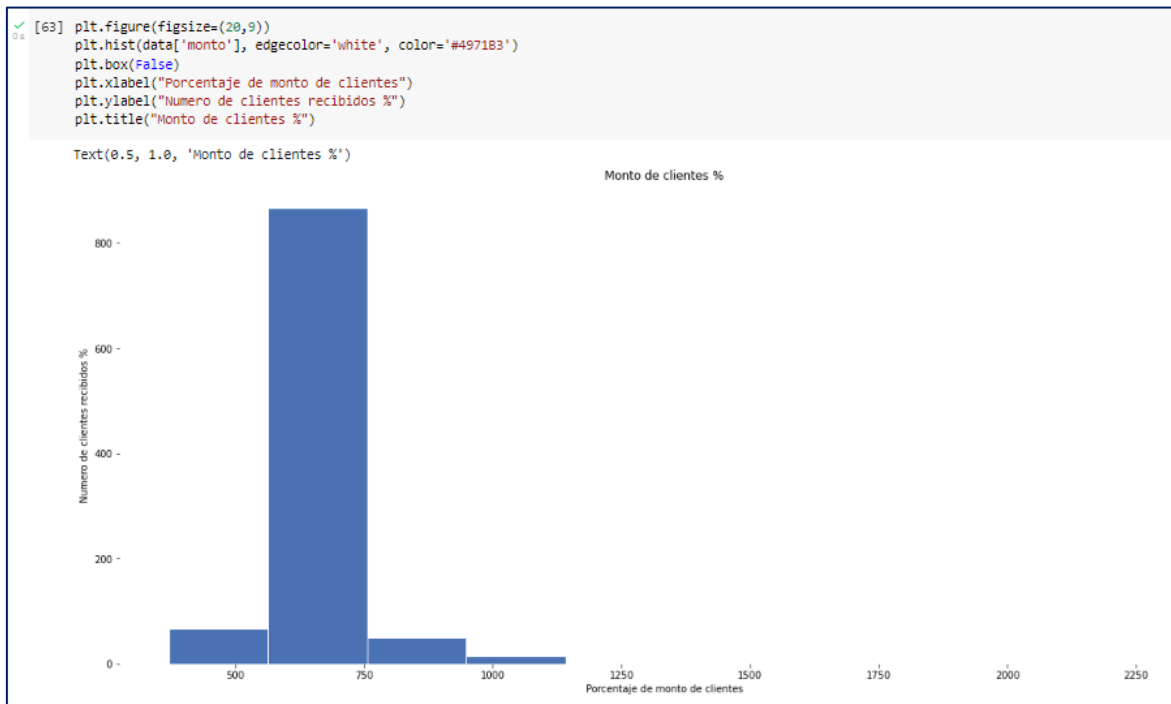 [63] plt.figure(figsize=(20,9))
0 s
plt.hist(data['monto'], edgecolor='white', color='#4971B3')
plt.box(False)
plt.xlabel("Porcentaje de monto de clientes")
plt.ylabel("Numero de clientes recibidos %")
plt.title("Monto de clientes %")
Text(0.5, 1.0, 'Monto de clientes %')
Monto de clientes %
800
600
400
200
0
Numero de clientes recibidos %
500 750 1000 1250 1500 1750 2000 2250
Porcentaje de monto de clientes